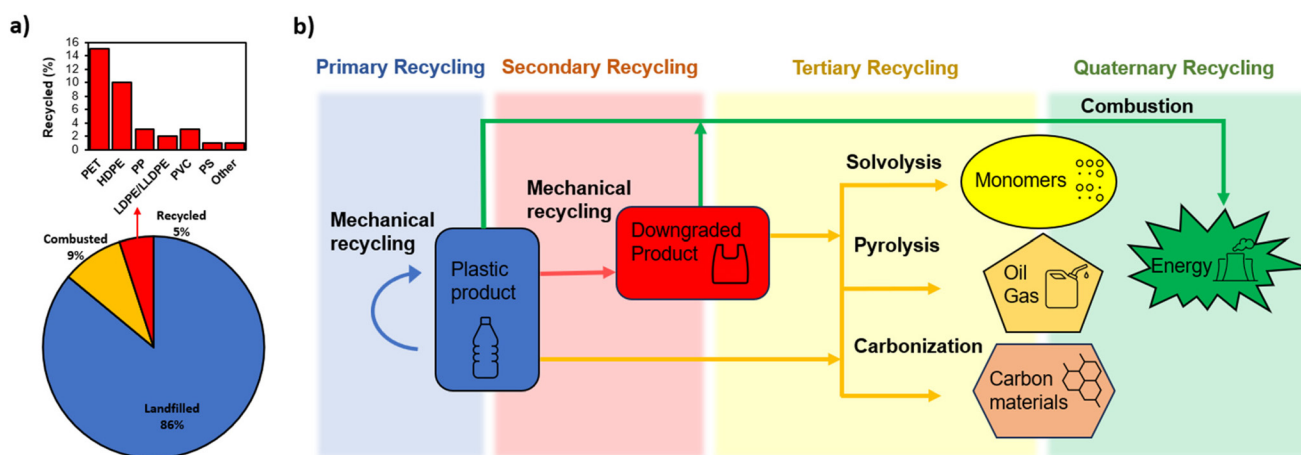 a)
16
14
12
10
8
6
4
2
0
Recycled (%)
PET
HDPE
PP
LDPE/LLDPE
PVC
PS
Other
Recycled
5%
Combusted
9%
Landfilled
86%
b)
Primary Recycling
Secondary Recycling
Tertiary Recycling
Quaternary Recycling
Combustion
Solvolysis
Monomers
Mechanical
recycling
Mechanical
recycling
Downgraded
Product
Plastic
product
Pyrolysis
Oil
Gas
Energy
Carbonization
Carbon
materials